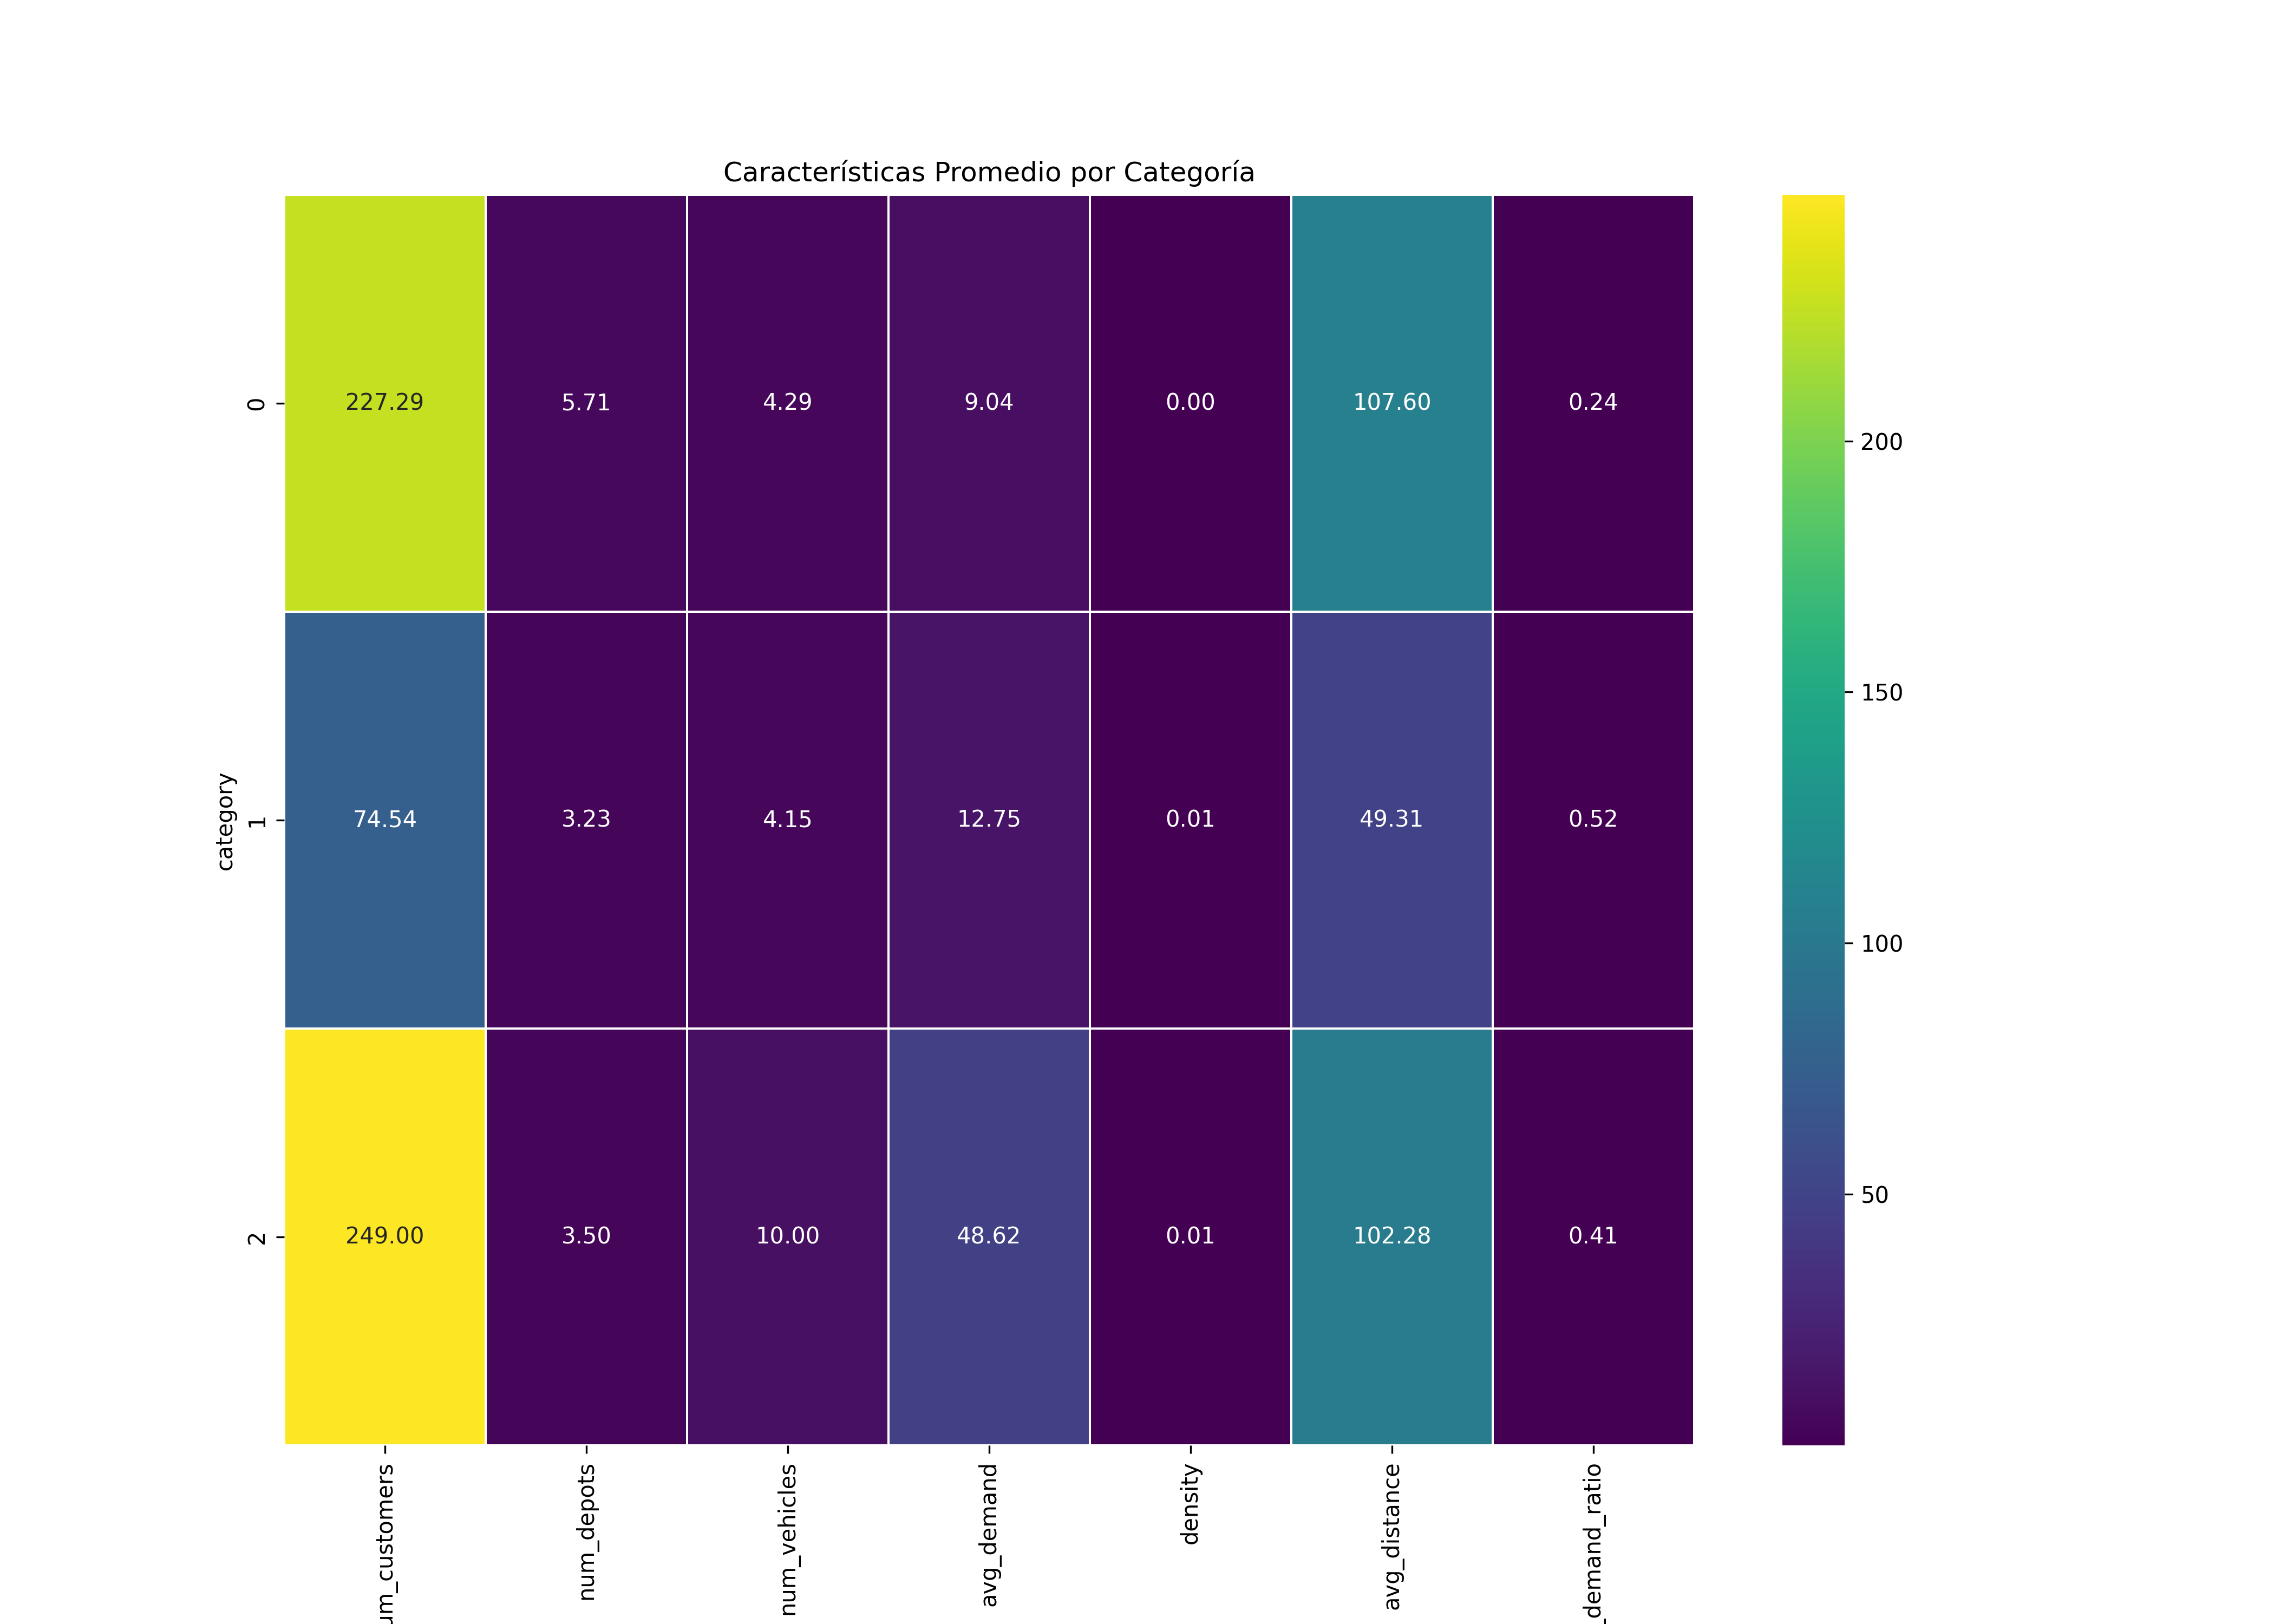 Características Promedio por Categoría
category
0
227.29 5.71 4.29 9.04 0.00 107.60 0.24
1
74.54 3.23 4.15 12.75 0.01 49.31 0.52
2
249.00 3.50 10.00 48.62 0.01 102.28 0.41
um_customers
num_depots
num_vehicles
avg_demand
density
avg_distance
_demand_ratio
200
150
100
50